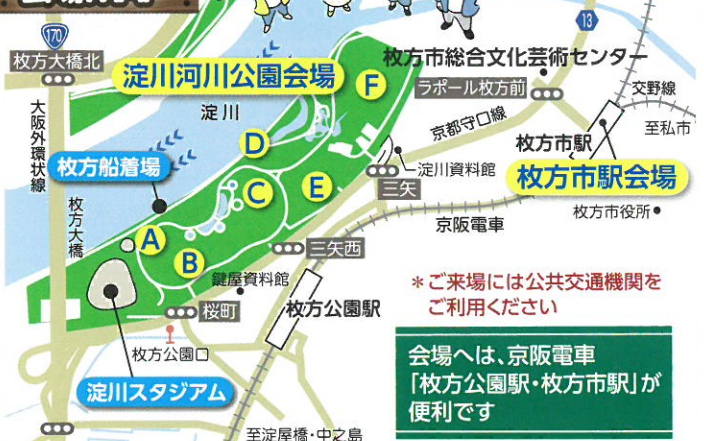 170
枚方大橋北
13
枚方市総合文化芸術センター
淀川河川公園会場
F
ラポール枚方前
交野線
淀川
京都守口線
至私市
大阪外環状線
D
枚方市駅
淀川資料館
枚方船着場
枚方市駅会場
C
E
三矢
枚方大橋
枚方市役所
京阪電車
A
三矢西
B
鍵屋資料館
*ご来場には公共交通機関を
ご利用ください
桜町
枚方公園駅
枚方公園口
会場へは、京阪電車
「枚方公園駅・枚方市駅」が
便利です
淀川スタジアム
至淀屋橋・中之島